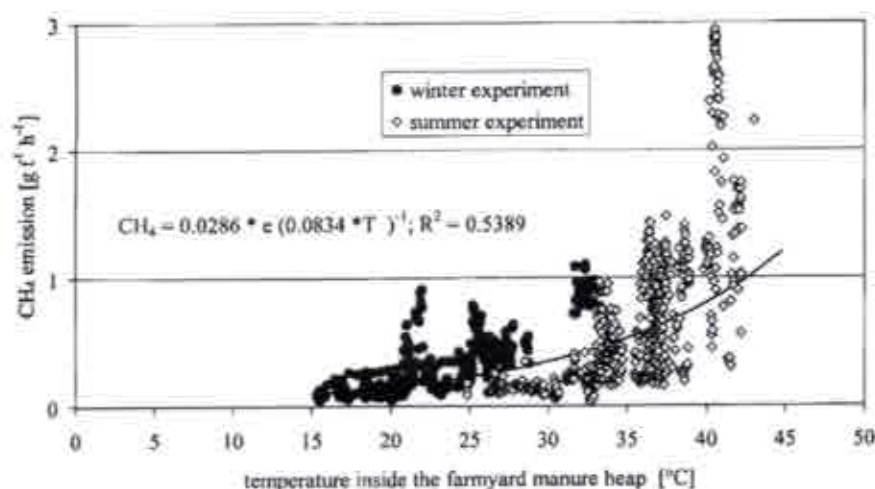 3
● winter experiment
◇ summer experiment
2
CH₄ = 0.0286 * e (0.0834 *T )⁻¹; R² = 0.5389
1
0
CH₄ emission [g t¹ h⁻¹]
0 5 10 15 20 25 30 35 40 45 50
temperature inside the farmyard manure heap [°C]